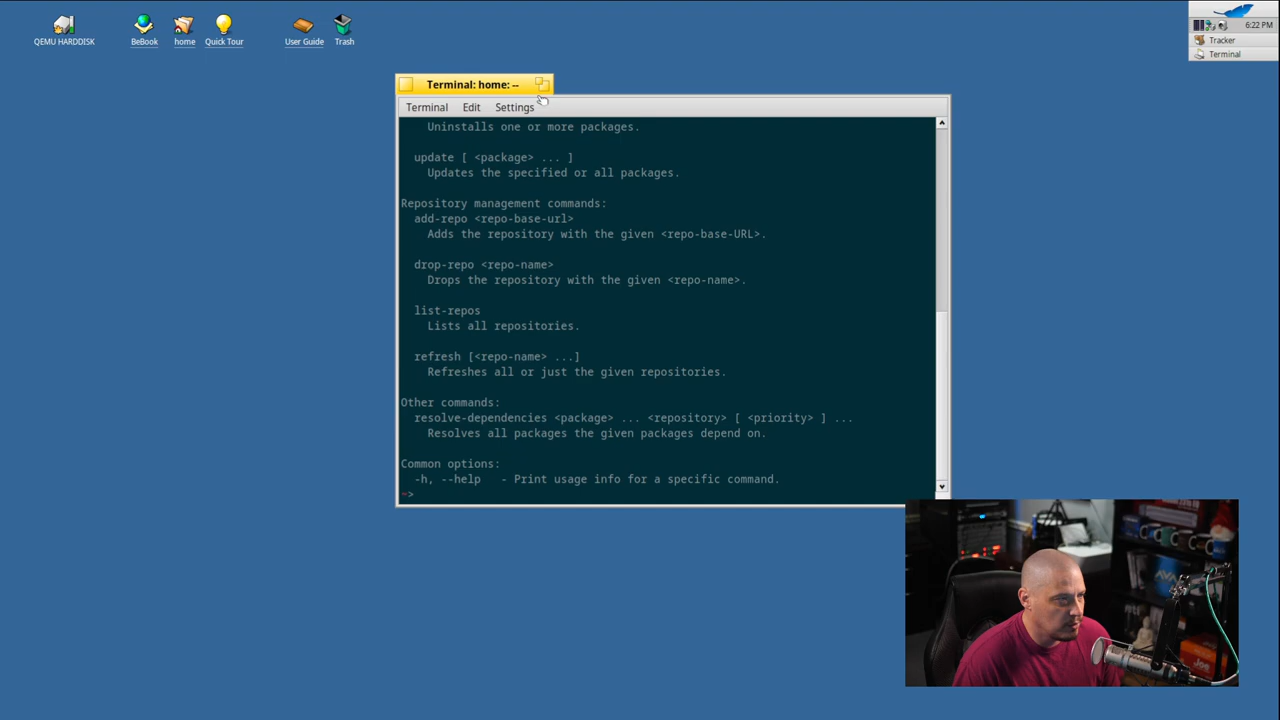 QEMU HARDDISK
BeBook
home
Quick Tour
User Guide
Trash
6:22 PM
Tracker
Terminal
Terminal: home: --
Terminal Edit Settings
Uninstalls one or more packages.
update [ <package> ... ]
Updates the specified or all packages.
Repository management commands:
add-repo <repo-base-url>
Adds the repository with the given <repo-base-URL>.
drop-repo <repo-name>
Drops the repository with the given <repo-name>.
list-repos
Lists all repositories.
refresh [<repo-name> ...]
Refreshes all or just the given repositories.
Other commands:
resolve-dependencies <package> ... <repository> [ <priority> ] ...
Resolves all packages the given packages depend on.
Common options:
-h, --help - Print usage info for a specific command.
~>
AVA